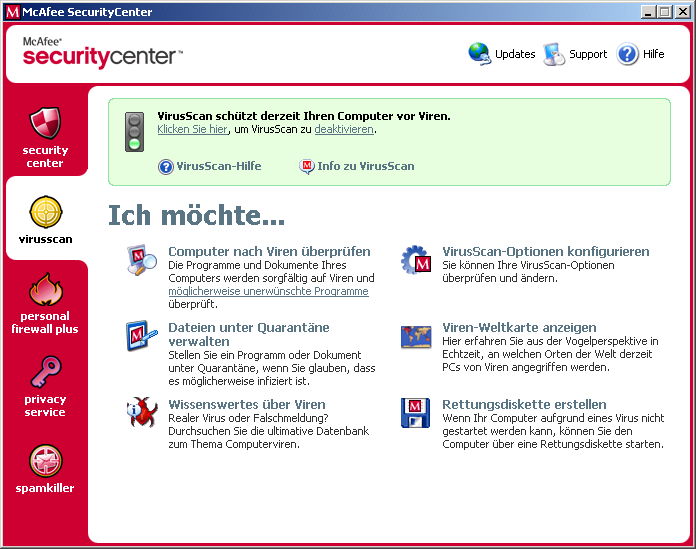 McAfee SecurityCenter
McAfee®
securitycenter™
Updates
Support
Hilfe
security
center
virusscan
personal
firewall plus
privacy
service
spamkiller
VirusScan schützt derzeit Ihren Computer vor Viren.
Klicken Sie hier, um VirusScan zu deaktivieren.
VirusScan-Hilfe
Info zu VirusScan
Ich möchte...
Computer nach Viren überprüfen
Die Programme und Dokumente Ihres
Computers werden sorgfältig auf Viren und
möglicherweise unerwünschte Programme
überprüft.
VirusScan-Optionen konfigurieren
Sie können Ihre VirusScan-Optionen
überprüfen und ändern.
Dateien unter Quarantäne
verwalten
Stellen Sie ein Programm oder Dokument
unter Quarantäne, wenn Sie glauben, dass
es möglicherweise infiziert ist.
Viren-Weltkarte anzeigen
Hier erfahren Sie aus der Vogelperspektive in
Echtzeit, an welchen Orten der Welt derzeit
PCs von Viren angegriffen werden.
Wissenswertes über Viren
Realer Virus oder Falschmeldung?
Durchsuchen Sie die ultimative Datenbank
zum Thema Computerviren.
Rettungsdiskette erstellen
Wenn Ihr Computer aufgrund eines Virus nicht
gestartet werden kann, können Sie den
Computer über eine Rettungsdiskette starten.